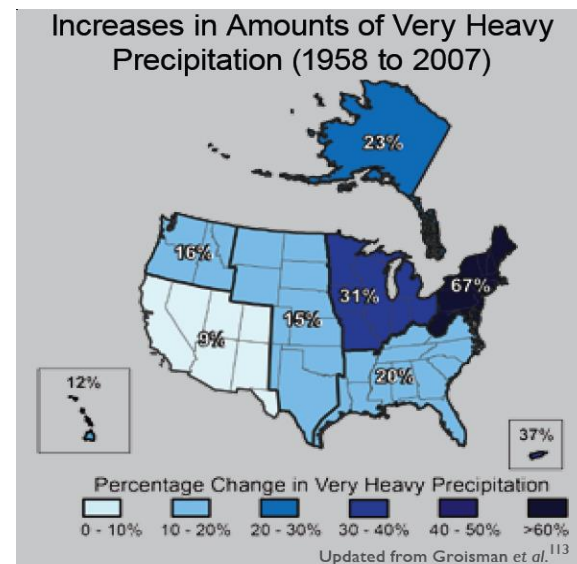 Increases in Amounts of Very Heavy
Precipitation (1958 to 2007)
23%
16%
67%
31%
15%
9%
20%
12%
37%
Percentage Change in Very Heavy Precipitation
0 - 10% 10 - 20% 20 - 30% 30 - 40% 40 - 50% >60%
Updated from Groisman et al.113